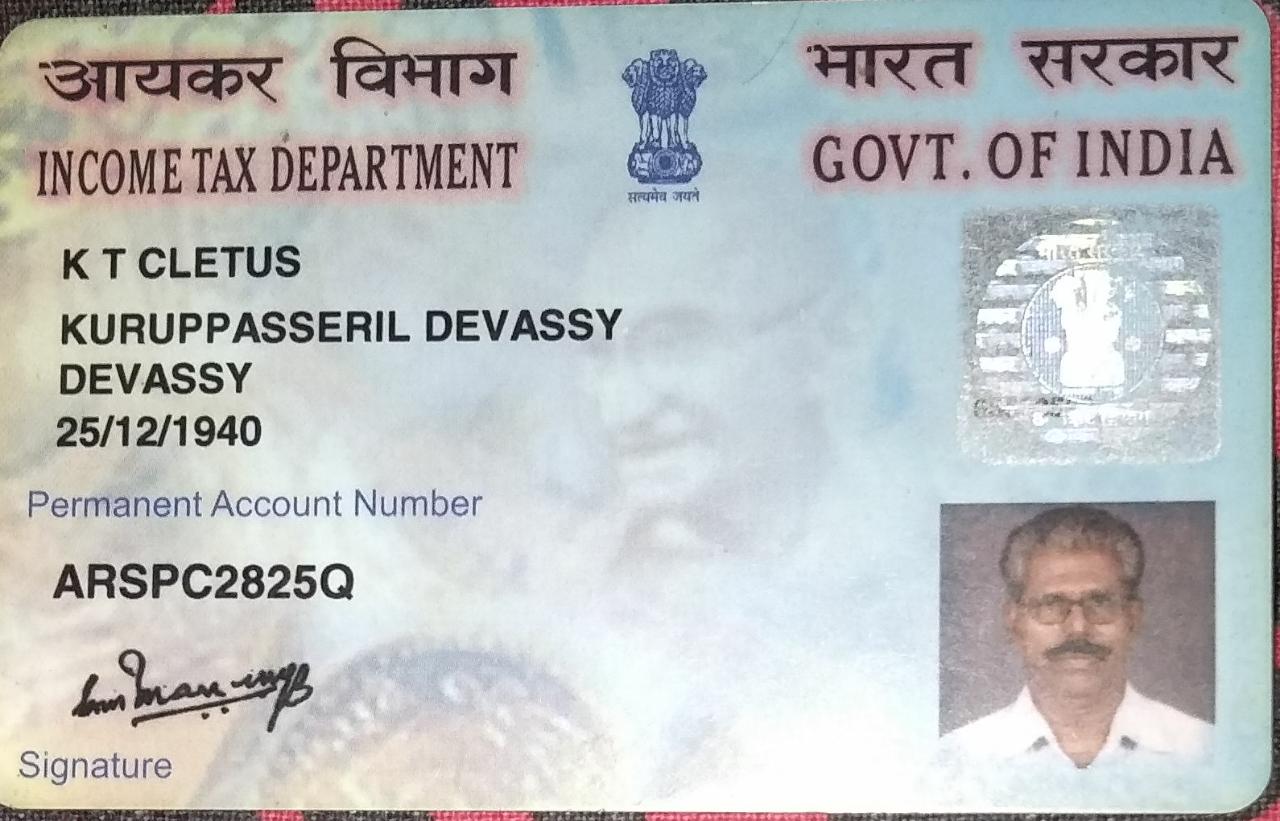 आयकर विभाग
INCOME TAX DEPARTMENT
सत्यमेव जयते
भारत सरकार
GOVT. OF INDIA
K T CLETUS
KURUPPASSERIL DEVASSY
DEVASSY
25/12/1940
Permanent Account Number
ARSPC2825Q
Signature